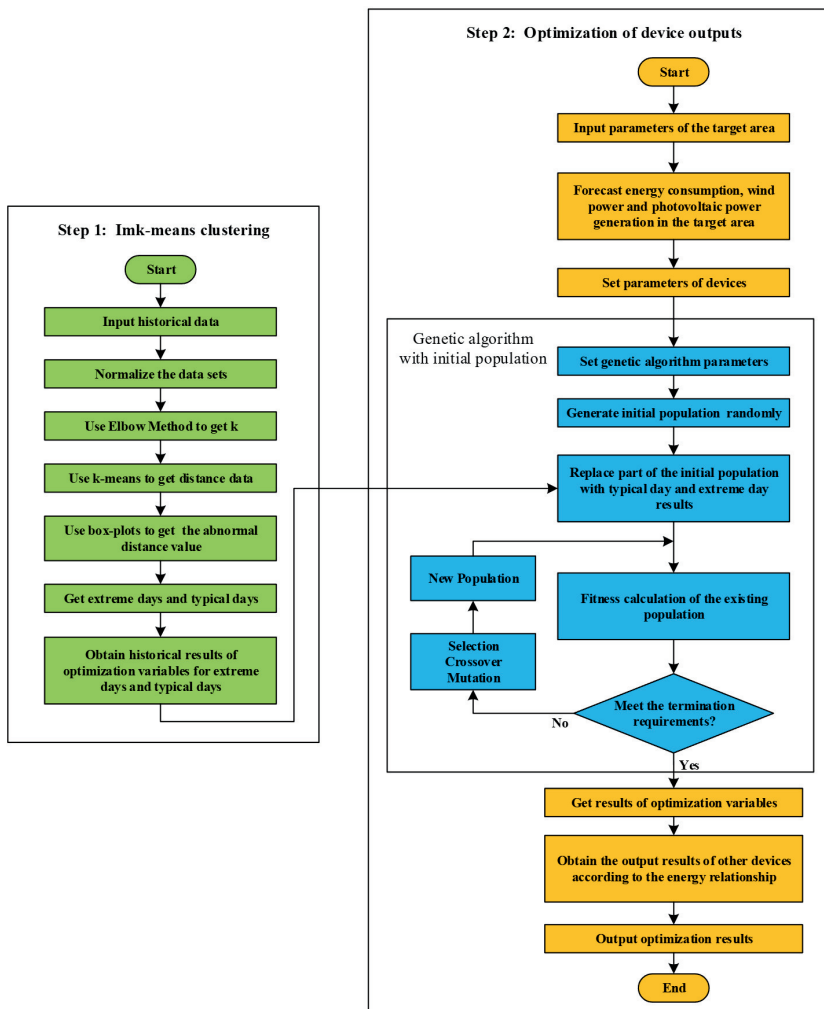 Step 1: Imk-means clustering
Start
Input historical data
Normalize the data sets
Use Elbow Method to get k
Use k-means to get distance data
Use box-plots to get the abnormal
distance value
Get extreme days and typical days
Obtain historical results of
optimization variables for extreme
days and typical days
Step 2: Optimization of device outputs
Start
Input parameters of the target area
Forecast energy consumption, wind
power and photovoltaic power
generation in the target area
Set parameters of devices
Genetic algorithm
with initial population
Set genetic algorithm parameters
Generate initial population randomly
Replace part of the initial population
with typical day and extreme day
results
New Population
Fitness calculation of the existing
population
Selection
Crossover
Mutation
Meet the termination
requirements?
No
Yes
Get results of optimization variables
Obtain the output results of other devices
according to the energy relationship
Output optimization results
End